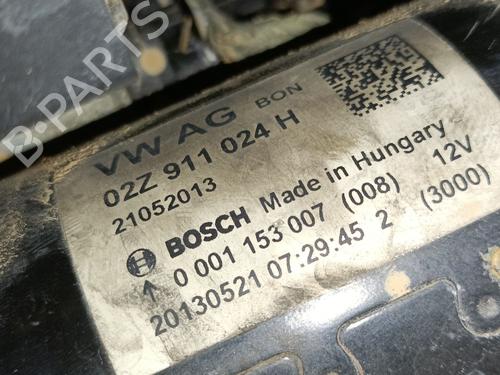 VW AG BON
02Z 911 024 H
21052013
BOSCH Made in Hungary
0 001 153 007 (008) 12V
20130521 07:29:45 2 (3000)
B-PARTS